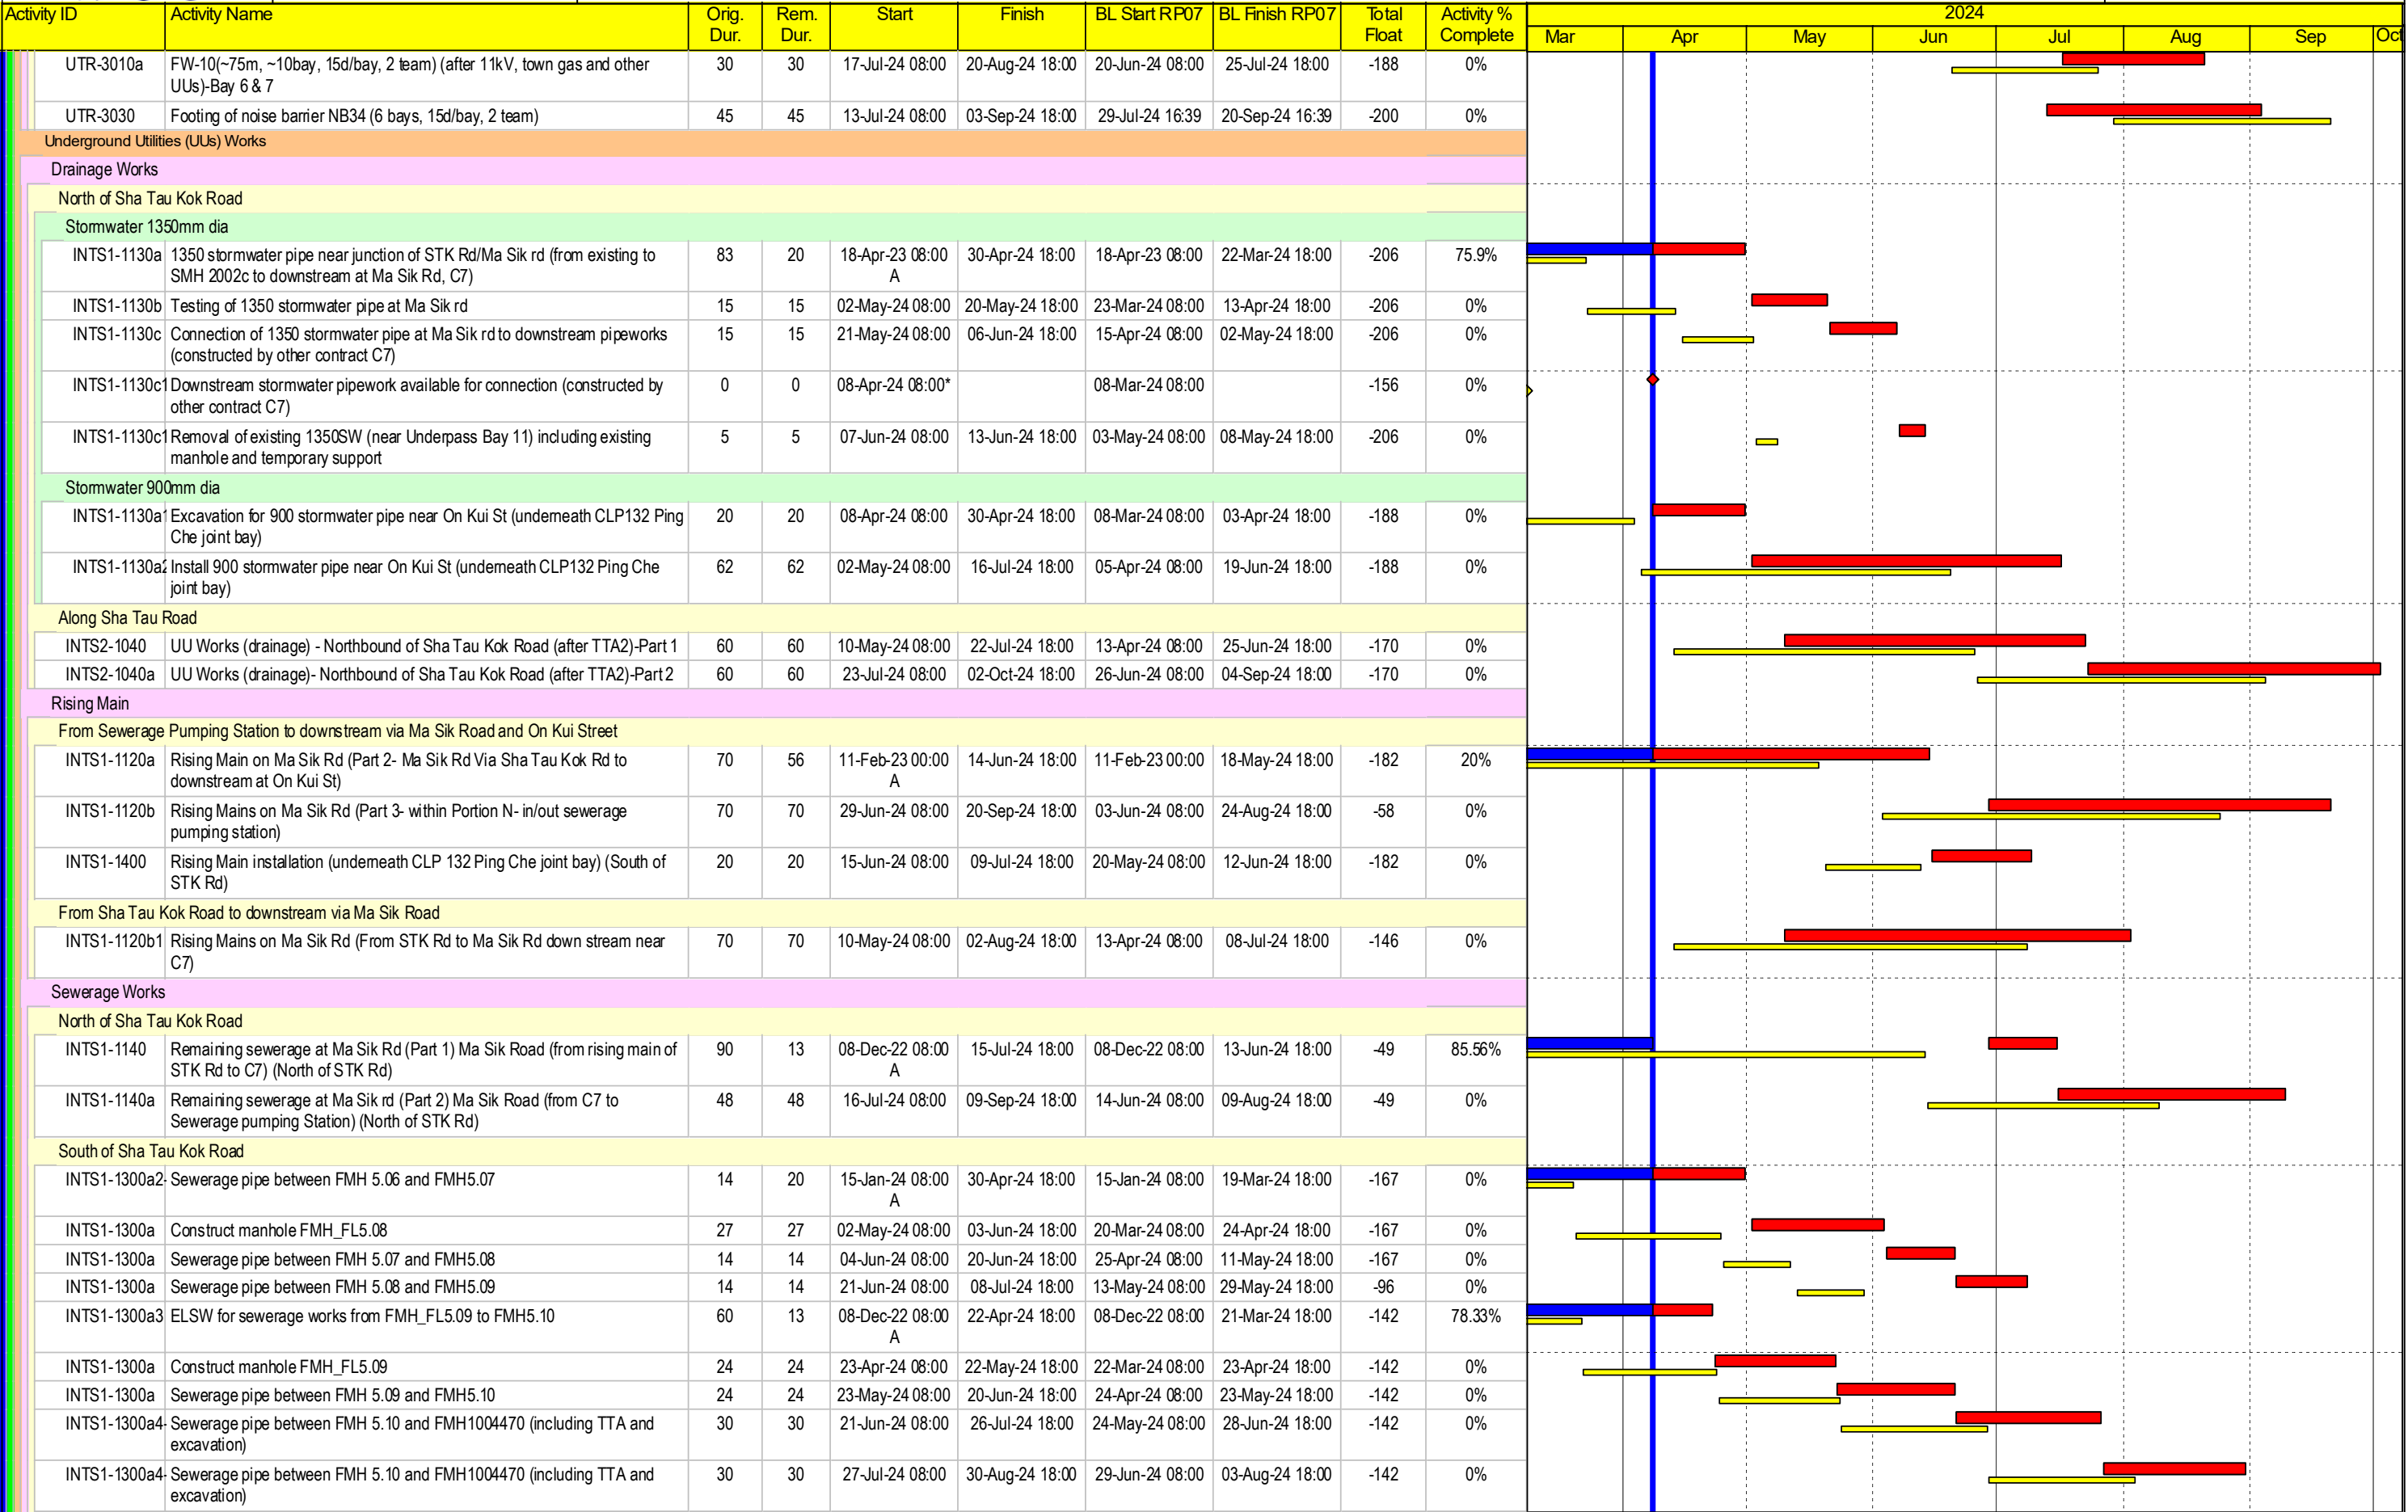 Activity ID Activity Name Orig. Rem. Start Finish BL Start RP07 BL Finish RP07 Total Activity % 2024
Dur. Dur. Float Complete Mar Apr May Jun Jul Aug Sep Oct
UTR-3010a FW-10(~75m, ~10bay, 15d/bay, 2 team) (after 11kV, town gas and other 30 30 17-Jul-24 08:00 20-Aug-24 18:00 20-Jun-24 08:00 25-Jul-24 18:00 -188 0%
UUs)-Bay 6 & 7
UTR-3030 Footing of noise barrier NB34 (6 bays, 15d/bay, 2 team) 45 45 13-Jul-24 08:00 03-Sep-24 18:00 29-Jul-24 16:39 20-Sep-24 16:39 -200 0%
Underground Utilities (UUs) Works
Drainage Works
North of Sha Tau Kok Road
Stormwater 1350mm dia
INTS1-1130a 1350 stormwater pipe near junction of STK Rd/Ma Sik rd (from existing to 83 20 18-Apr-23 08:00 30-Apr-24 18:00 18-Apr-23 08:00 22-Mar-24 18:00 -206 75.9%
SMH 2002c to downstream at Ma Sik Rd, C7) A
INTS1-1130b Testing of 1350 stormwater pipe at Ma Sik rd 15 15 02-May-24 08:00 20-May-24 18:00 23-Mar-24 08:00 13-Apr-24 18:00 -206 0%
INTS1-1130c Connection of 1350 stormwater pipe at Ma Sik rd to downstream pipeworks 15 15 21-May-24 08:00 06-Jun-24 18:00 15-Apr-24 08:00 02-May-24 18:00 -206 0%
(constructed by other contract C7)
INTS1-1130c1 Downstream stormwater pipework available for connection (constructed by 0 0 08-Apr-24 08:00* 08-Mar-24 08:00 -156 0%
other contract C7)
INTS1-1130c1 Removal of existing 1350SW (near Underpass Bay 11) including existing 5 5 07-Jun-24 08:00 13-Jun-24 18:00 03-May-24 08:00 08-May-24 18:00 -206 0%
manhole and temporary support
Stormwater 900mm dia
INTS1-1130a1 Excavation for 900 stormwater pipe near On Kui St (underneath CLP132 Ping 20 20 08-Apr-24 08:00 30-Apr-24 18:00 08-Mar-24 08:00 03-Apr-24 18:00 -188 0%
Che joint bay)
INTS1-1130a2 Install 900 stormwater pipe near On Kui St (underneath CLP132 Ping Che 62 62 02-May-24 08:00 16-Jul-24 18:00 05-Apr-24 08:00 19-Jun-24 18:00 -188 0%
joint bay)
Along Sha Tau Road
INTS2-1040 UU Works (drainage) - Northbound of Sha Tau Kok Road (after TTA2)-Part 1 60 60 10-May-24 08:00 22-Jul-24 18:00 13-Apr-24 08:00 25-Jun-24 18:00 -170 0%
INTS2-1040a UU Works (drainage)- Northbound of Sha Tau Kok Road (after TTA2)-Part 2 60 60 23-Jul-24 08:00 02-Oct-24 18:00 26-Jun-24 08:00 04-Sep-24 18:00 -170 0%
Rising Main
From Sewerage Pumping Station to downstream via Ma Sik Road and On Kui Street
INTS1-1120a Rising Main on Ma Sik Rd (Part 2- Ma Sik Rd Via Sha Tau Kok Rd to 70 56 11-Feb-23 00:00 14-Jun-24 18:00 11-Feb-23 00:00 18-May-24 18:00 -182 20%
downstream at On Kui St) A
INTS1-1120b Rising Mains on Ma Sik Rd (Part 3- within Portion N- in/out sewerage 70 70 29-Jun-24 08:00 20-Sep-24 18:00 03-Jun-24 08:00 24-Aug-24 18:00 -58 0%
pumping station)
INTS1-1400 Rising Main installation (underneath CLP 132 Ping Che joint bay) (South of 20 20 15-Jun-24 08:00 09-Jul-24 18:00 20-May-24 08:00 12-Jun-24 18:00 -182 0%
STK Rd)
From Sha Tau Kok Road to downstream via Ma Sik Road
INTS1-1120b1 Rising Mains on Ma Sik Rd (From STK Rd to Ma Sik Rd down stream near 70 70 10-May-24 08:00 02-Aug-24 18:00 13-Apr-24 08:00 08-Jul-24 18:00 -146 0%
C7)
Sewerage Works
North of Sha Tau Kok Road
INTS1-1140 Remaining sewerage at Ma Sik Rd (Part 1) Ma Sik Road (from rising main of 90 13 08-Dec-22 08:00 15-Jul-24 18:00 08-Dec-22 08:00 13-Jun-24 18:00 -49 85.56%
STK Rd to C7) (North of STK Rd) A
INTS1-1140a Remaining sewerage at Ma Sik rd (Part 2) Ma Sik Road (from C7 to 48 48 16-Jul-24 08:00 09-Sep-24 18:00 14-Jun-24 08:00 09-Aug-24 18:00 -49 0%
Sewerage pumping Station) (North of STK Rd)
South of Sha Tau Kok Road
INTS1-1300a2- Sewerage pipe between FMH 5.06 and FMH5.07 14 20 15-Jan-24 08:00 30-Apr-24 18:00 15-Jan-24 08:00 19-Mar-24 18:00 -167 0%
A
INTS1-1300a Construct manhole FMH_FL5.08 27 27 02-May-24 08:00 03-Jun-24 18:00 20-Mar-24 08:00 24-Apr-24 18:00 -167 0%
INTS1-1300a Sewerage pipe between FMH 5.07 and FMH5.08 14 14 04-Jun-24 08:00 20-Jun-24 18:00 25-Apr-24 08:00 11-May-24 18:00 -167 0%
INTS1-1300a Sewerage pipe between FMH 5.08 and FMH5.09 14 14 21-Jun-24 08:00 08-Jul-24 18:00 13-May-24 08:00 29-May-24 18:00 -96 0%
INTS1-1300a3 ELSW for sewerage works from FMH_FL5.09 to FMH5.10 60 13 08-Dec-22 08:00 22-Apr-24 18:00 08-Dec-22 08:00 21-Mar-24 18:00 -142 78.33%
A
INTS1-1300a Construct manhole FMH_FL5.09 24 24 23-Apr-24 08:00 22-May-24 18:00 22-Mar-24 08:00 23-Apr-24 18:00 -142 0%
INTS1-1300a Sewerage pipe between FMH 5.09 and FMH5.10 24 24 23-May-24 08:00 20-Jun-24 18:00 24-Apr-24 08:00 23-May-24 18:00 -142 0%
INTS1-1300a4- Sewerage pipe between FMH 5.10 and FMH1004470 (including TTA and 30 30 21-Jun-24 08:00 26-Jul-24 18:00 24-May-24 08:00 28-Jun-24 18:00 -142 0%
excavation)
INTS1-1300a4- Sewerage pipe between FMH 5.10 and FMH1004470 (including TTA and 30 30 27-Jul-24 08:00 30-Aug-24 18:00 29-Jun-24 08:00 03-Aug-24 18:00 -142 0%
excavation)